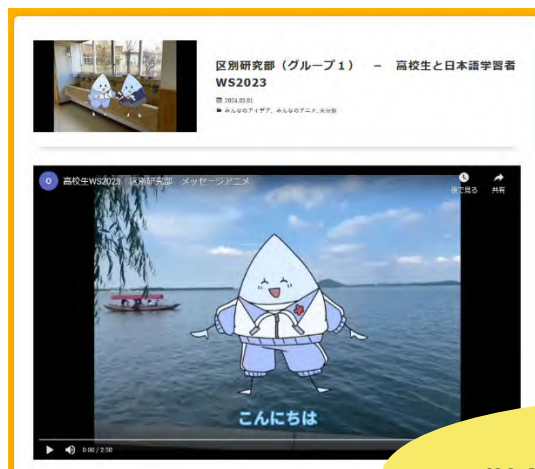 区別研究部（グループ１） － 高校生と日本語学習者
WS2023
2024.03.01
みんなのアイデア, みんなのアニメ, 未分類
O 高校生WS2023 区別研究部 メッセージアニメ
後で見る 共有
こんにちは
0:00 / 2:00